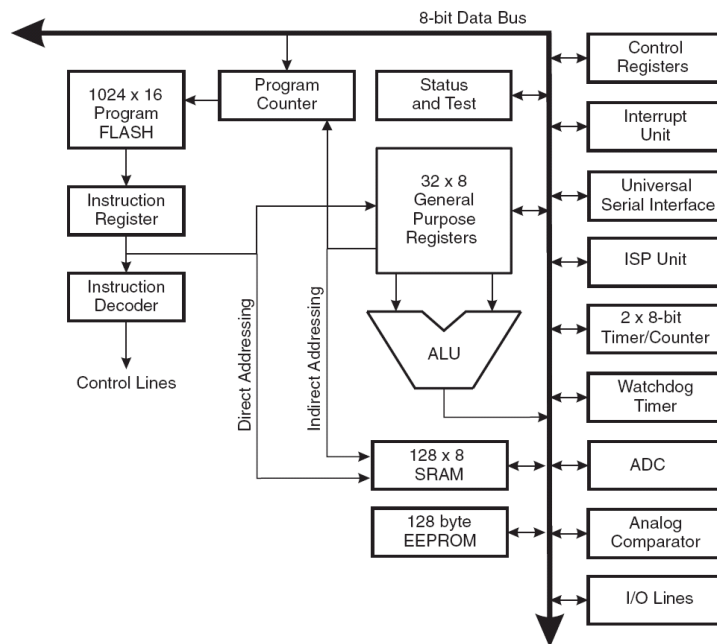 8-bit Data Bus
1024 x 16
Program
FLASH
Program
Counter
Status
and Test
Control
Registers
Interrupt
Unit
32 x 8
General
Purpose
Registers
Universal
Serial Interface
Instruction
Register
ISP Unit
Instruction
Decoder
Direct Addressing
Indirect Addressing
2 x 8-bit
Timer/Counter
ALU
Control Lines
Watchdog
Timer
128 x 8
SRAM
ADC
128 byte
EEPROM
Analog
Comparator
I/O Lines